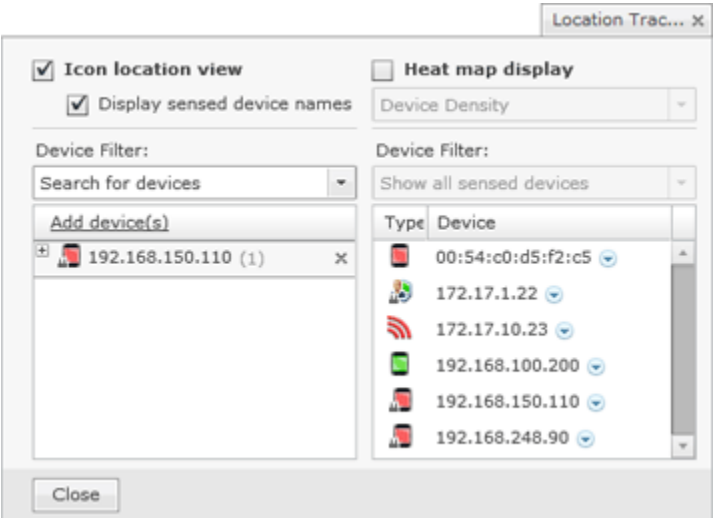 Location Trac... x
Icon location view
Display sensed device names
Device Filter:
Search for devices
Add device(s)
192.168.150.110 (1)
Heat map display
Device Density
Device Filter:
Show all sensed devices
Type Device
00:54:c0:d5:f2:c5
172.17.1.22
172.17.10.23
192.168.100.200
192.168.150.110
192.168.248.90
Close